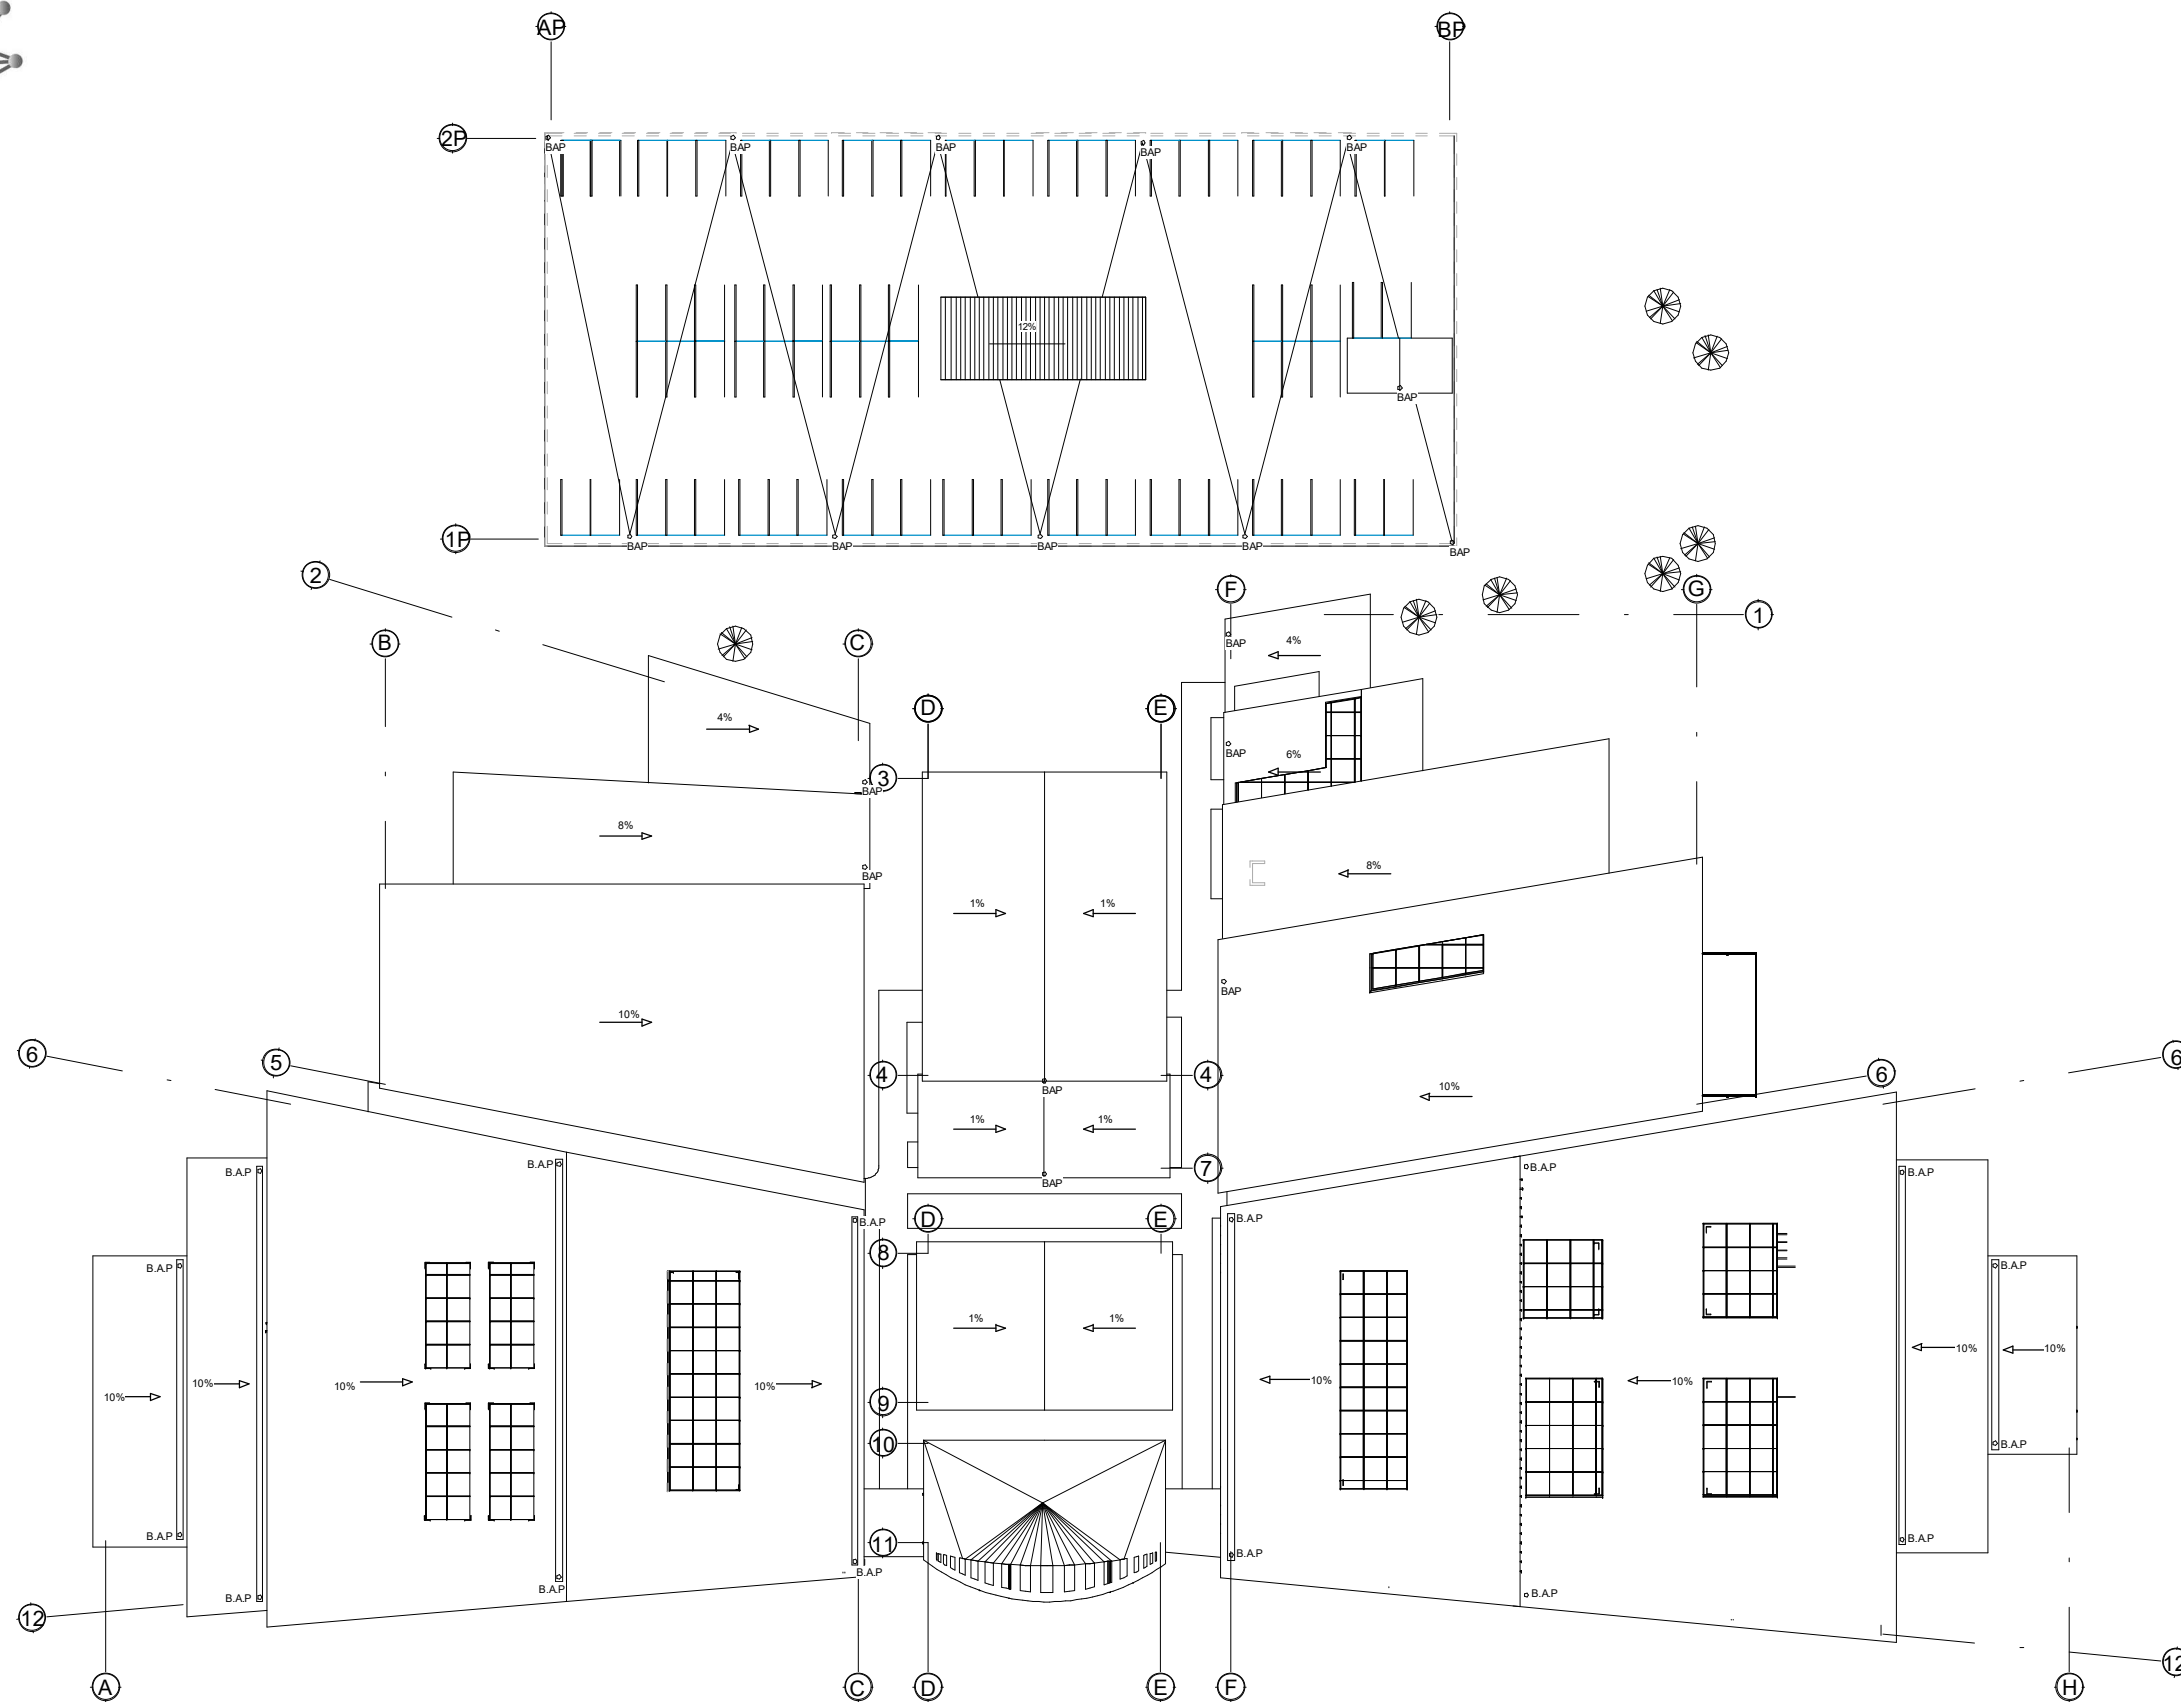 AP BP
2P
BAP BAP BAP BAP BAP
12%
BAP
1P
BAP BAP BAP BAP BAP
2 F G
1
B C
BAP 4%
4% D E
BAP 6%
3
BAP
8%
BAP 8%
1% 1%
BAP
10%
6 5 4 4 6 6
BAP 10%
1% 1%
B.A.P B.A.P 7 B.A.P B.A.P
BAP
B.A.P D E B.A.P
8
B.A.P B.A.P
1% 1%
10% 10%
10% 10% 10% 10% 10% 10%
9
10
B.A.P
B.A.P 11 B.A.P B.A.P
B.A.P
B.A.P B.A.P B.A.P
12
12
A C D E F H